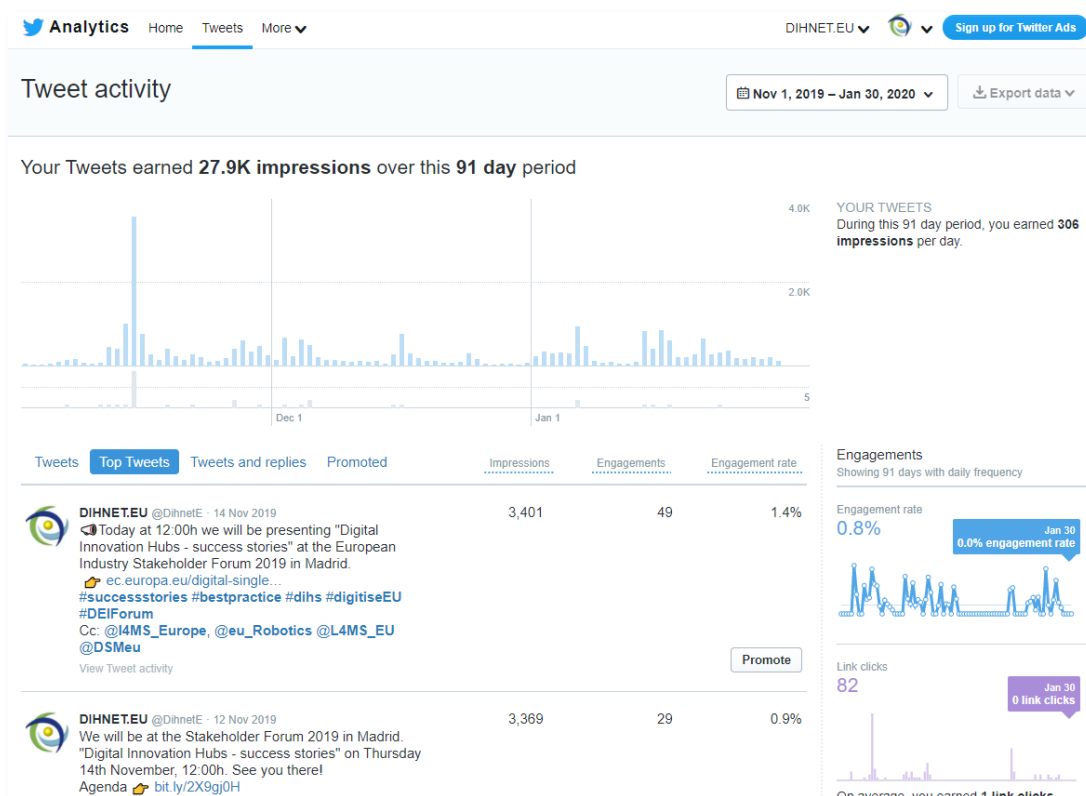 Analytics Home Tweets More DIHNET.EU Sign up for Twitter Ads
Tweet activity
Nov 1, 2019 – Jan 30, 2020
Export data
Your Tweets earned 27.9K impressions over this 91 day period
4.0K
2.0K
5
Dec 1
Jan 1
YOUR TWEETS
During this 91 day period, you earned 306
impressions per day.
Tweets Top Tweets Tweets and replies Promoted Impressions Engagements Engagement rate
DIHNET.EU @DihnetE · 14 Nov 2019
Today at 12:00h we will be presenting "Digital
Innovation Hubs - success stories" at the European
Industry Stakeholder Forum 2019 in Madrid.
ec.europa.eu/digital-single…
#successstories #bestpractice #dihs #digitiseEU
#DEIForum
Cc: @I4MS_Europe, @eu_Robotics @L4MS_EU
@DSMeu
View Tweet activity
3,401 49 1.4%
Promote
DIHNET.EU @DihnetE · 12 Nov 2019
We will be at the Stakeholder Forum 2019 in Madrid.
"Digital Innovation Hubs - success stories" on Thursday
14th November, 12:00h. See you there!
Agenda bit.ly/2X9gj0H
3,369 29 0.9%
Engagements
Showing 91 days with daily frequency
Engagement rate
0.8%
Jan 30
0.0% engagement rate
Link clicks
82
Jan 30
0 link clicks
On average, you earned 1 link clicks